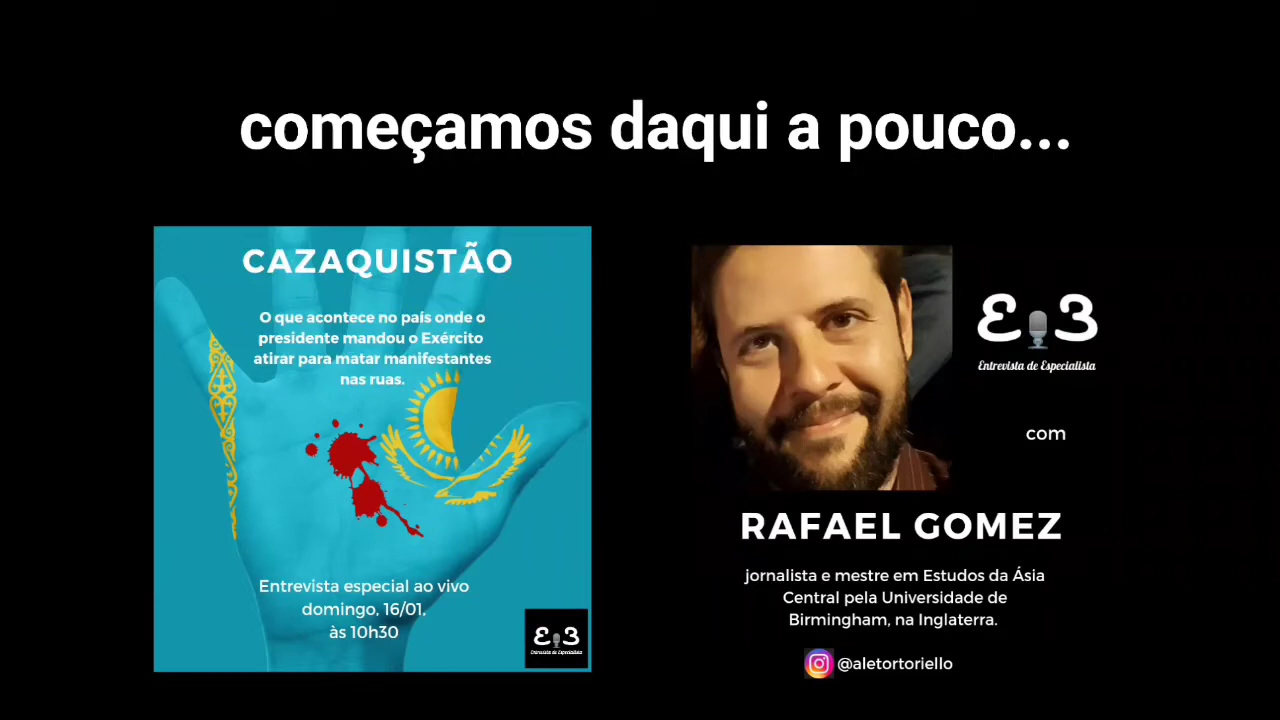 começamos daqui a pouco...
CAZAQUISTÃO
O que acontece no país onde o
presidente mandou o Exército
atirar para matar manifestantes
nas ruas.
Entrevista especial ao vivo
domingo, 16/01,
às 10h30
E3
Entrevista de Especialista
E3
Entrevista de Especialista
com
RAFAEL GOMEZ
jornalista e mestre em Estudos da Ásia
Central pela Universidade de
Birmingham, na Inglaterra.
@aletortoriello